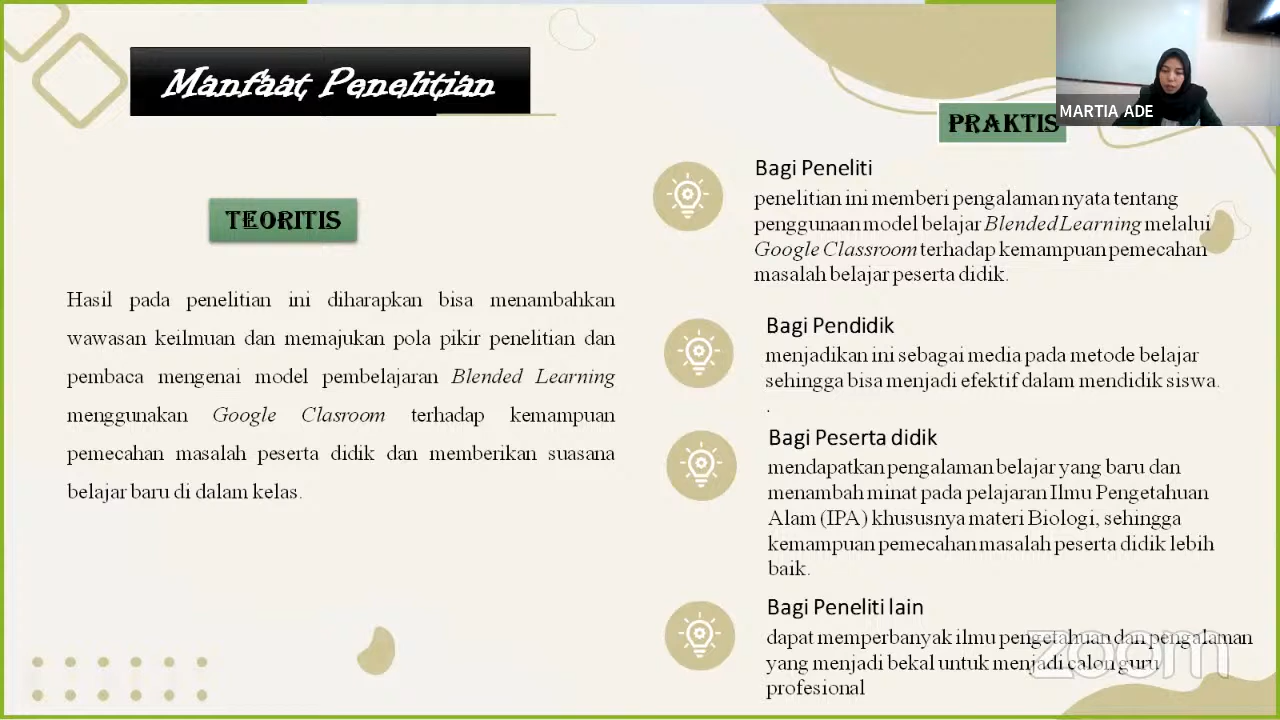 Manfaat Penelitian
TEORITIS
Hasil pada penelitian ini diharapkan bisa menambahkan
wawasan keilmuan dan memajukan pola pikir penelitian dan
pembaca mengenai model pembelajaran Blended Learning
menggunakan Google Clasroom terhadap kemampuan
pemecahan masalah peserta didik dan memberikan suasana
belajar baru di dalam kelas.
MARTIA ADE
PRAKTIS
Bagi Peneliti
penelitian ini memberi pengalaman nyata tentang
penggunaan model belajar Blended Learning melalui
Google Classroom terhadap kemampuan pemecahan
masalah belajar peserta didik.
Bagi Pendidik
menjadikan ini sebagai media pada metode belajar
sehingga bisa menjadi efektif dalam mendidik siswa.
.
Bagi Peserta didik
mendapatkan pengalaman belajar yang baru dan
menambah minat pada pelajaran Ilmu Pengetahuan
Alam (IPA) khususnya materi Biologi, sehingga
kemampuan pemecahan masalah peserta didik lebih
baik.
Bagi Peneliti lain
dapat memperbanyak ilmu pengetahuan dan pengalaman
yang menjadi bekal untuk menjadi calon guru
profesional
zoom